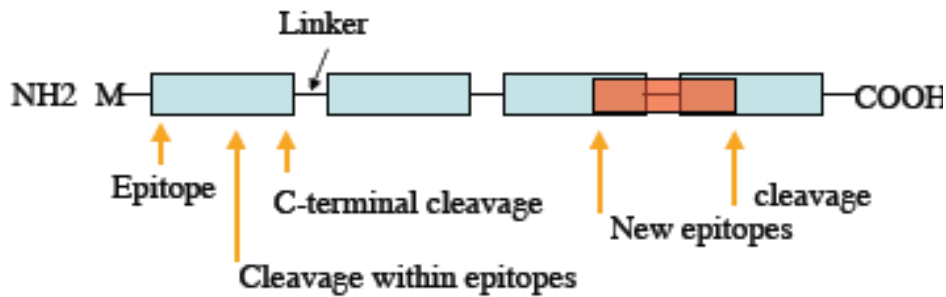 Linker
NH2 M
COOH
Epitope
C-terminal cleavage
cleavage
New epitopes
Cleavage within epitopes